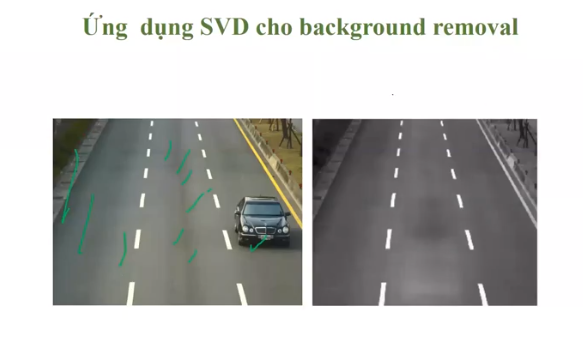 Ứng dụng SVD cho background removal